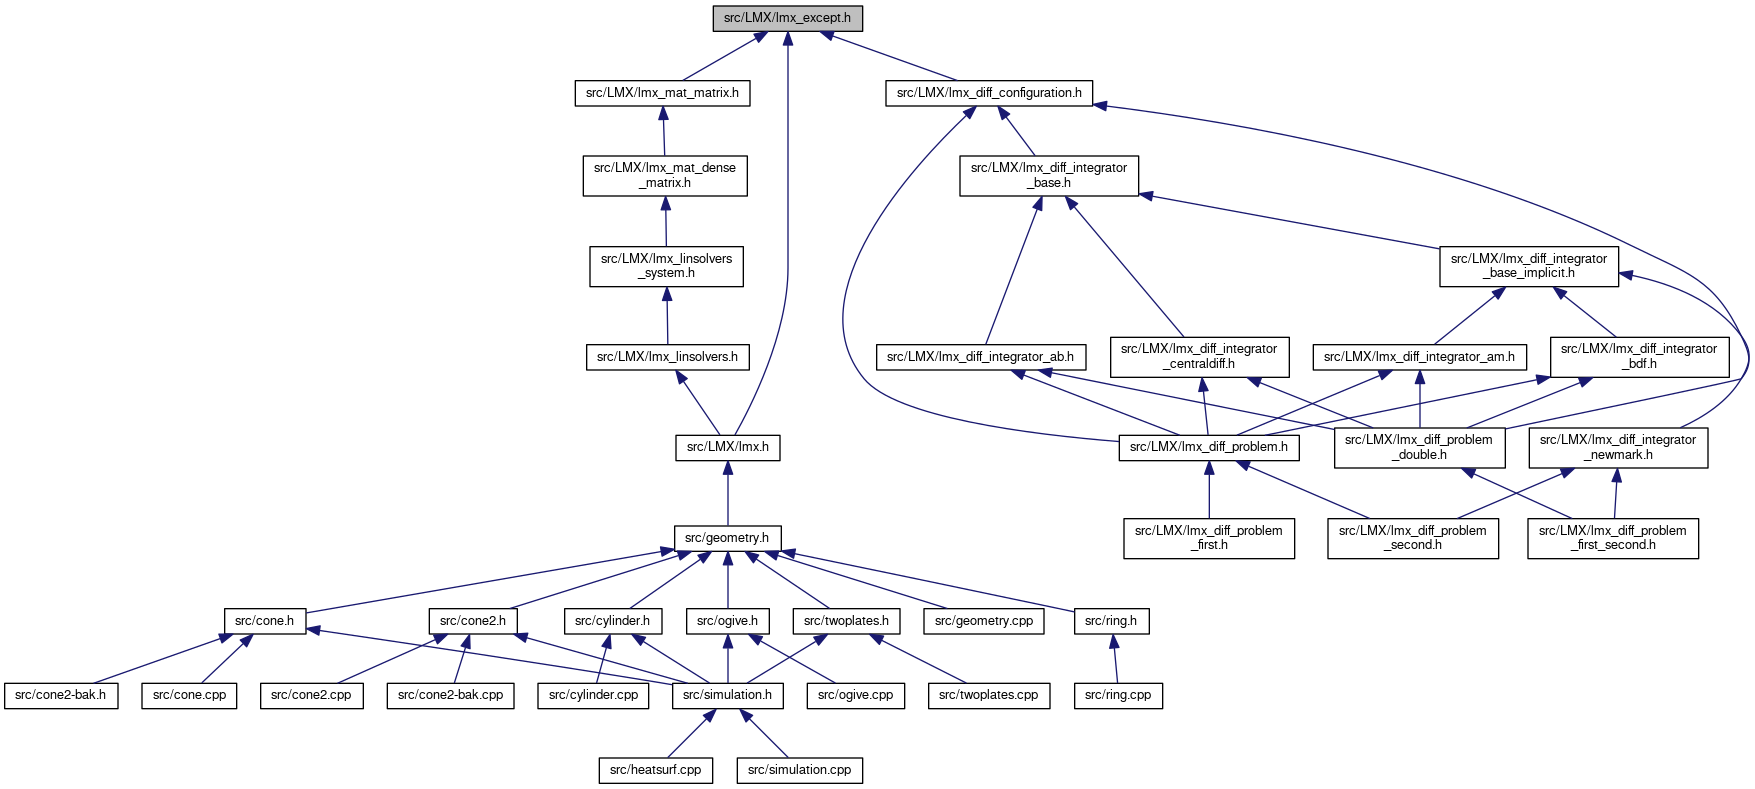 src/LMX/lmx_except.h
src/LMX/lmx_mat_matrix.h
src/LMX/lmx_diff_configuration.h
src/LMX/lmx_mat_dense
_matrix.h
src/LMX/lmx_diff_integrator
_base.h
src/LMX/lmx_linsolvers
_system.h
src/LMX/lmx_diff_integrator
_base_implicit.h
src/LMX/lmx_linsolvers.h
src/LMX/lmx_diff_integrator_ab.h
src/LMX/lmx_diff_integrator
_centraldiff.h
src/LMX/lmx_diff_integrator_am.h
src/LMX/lmx_diff_integrator
_bdf.h
src/LMX/lmx.h
src/LMX/lmx_diff_problem.h
src/LMX/lmx_diff_problem
_double.h
src/LMX/lmx_diff_integrator
_newmark.h
src/geometry.h
src/LMX/lmx_diff_problem
_first.h
src/LMX/lmx_diff_problem
_second.h
src/LMX/lmx_diff_problem
_first_second.h
src/cone.h
src/cone2.h
src/cylinder.h
src/ogive.h
src/twoplates.h
src/geometry.cpp
src/ring.h
src/cone2-bak.h
src/cone.cpp
src/cone2.cpp
src/cone2-bak.cpp
src/cylinder.cpp
src/simulation.h
src/ogive.cpp
src/twoplates.cpp
src/ring.cpp
src/heatsurf.cpp
src/simulation.cpp